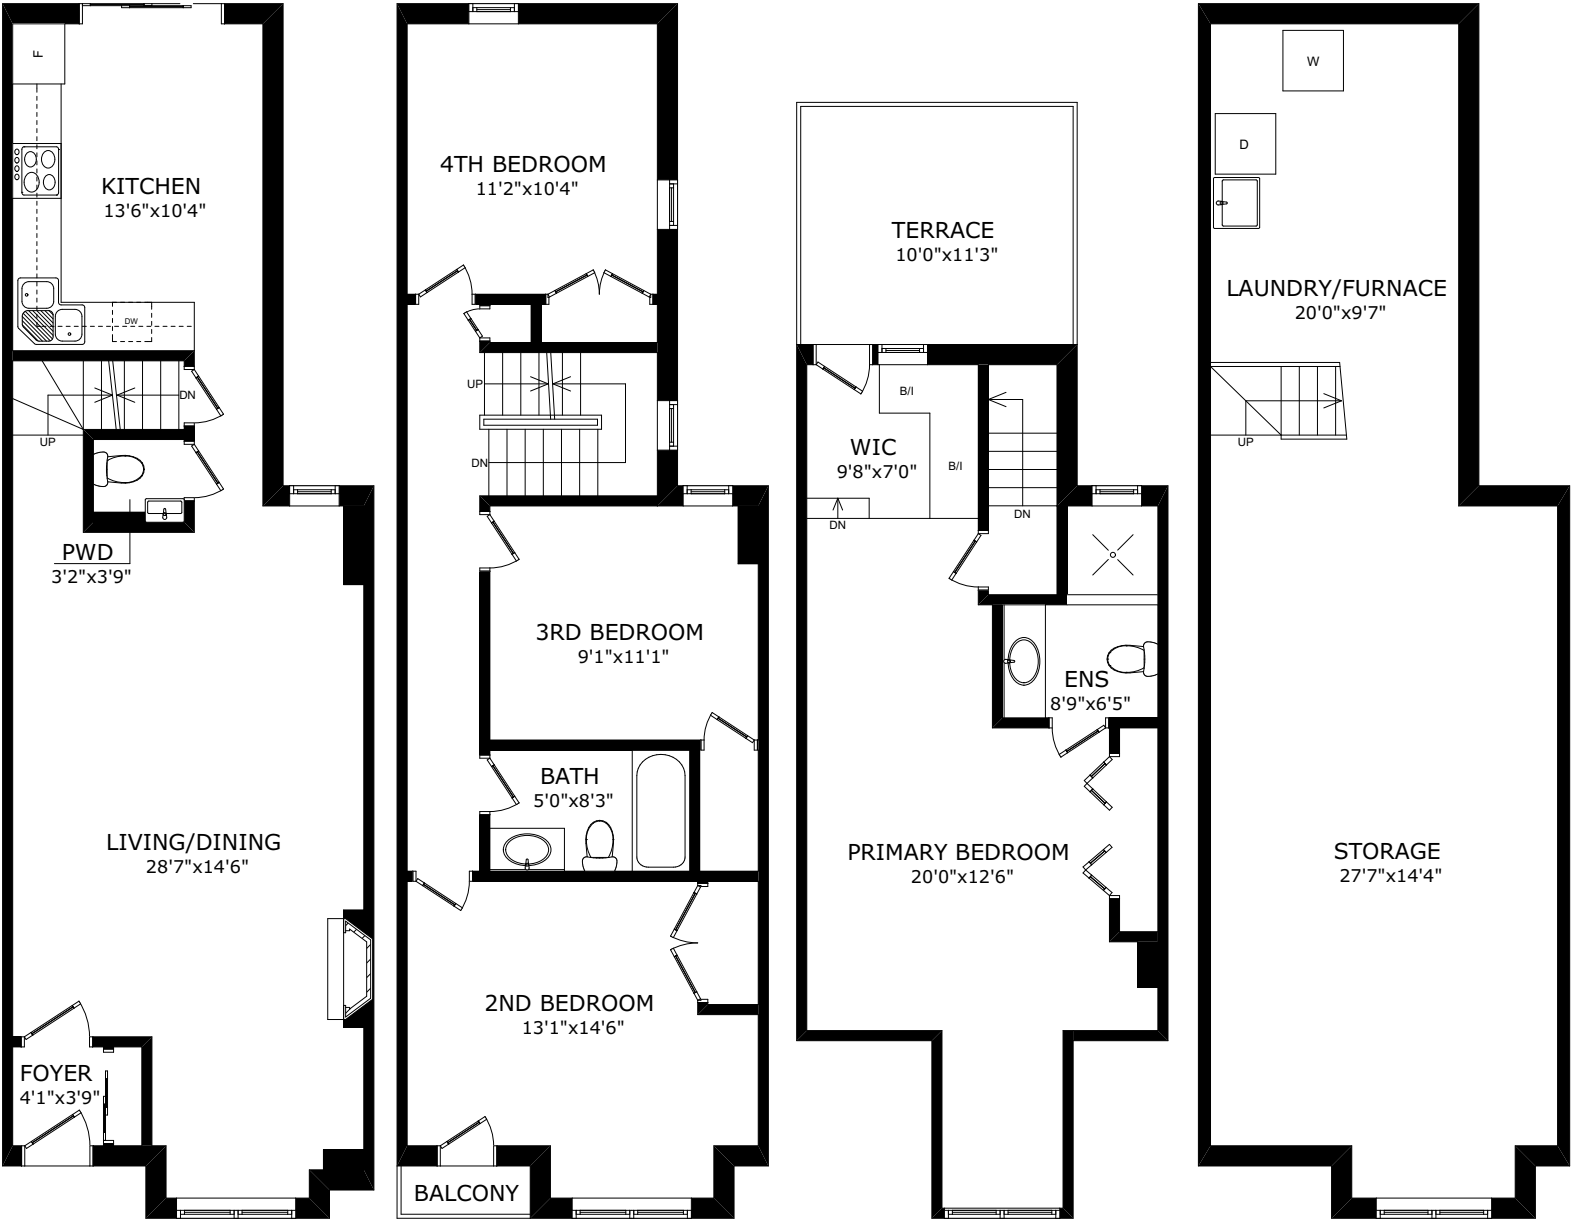 F
KITCHEN
13'6"x10'4"
DW
DN
UP
PWD
3'2"x3'9"
LIVING/DINING
28'7"x14'6"
FOYER
4'1"x3'9"
4TH BEDROOM
11'2"x10'4"
UP
DN
3RD BEDROOM
9'1"x11'1"
BATH
5'0"x8'3"
2ND BEDROOM
13'1"x14'6"
BALCONY
TERRACE
10'0"x11'3"
B/I
WIC
9'8"x7'0"
B/I
DN
DN
ENS
8'9"x6'5"
PRIMARY BEDROOM
20'0"x12'6"
W
D
LAUNDRY/FURNACE
20'0"x9'7"
UP
STORAGE
27'7"x14'4"